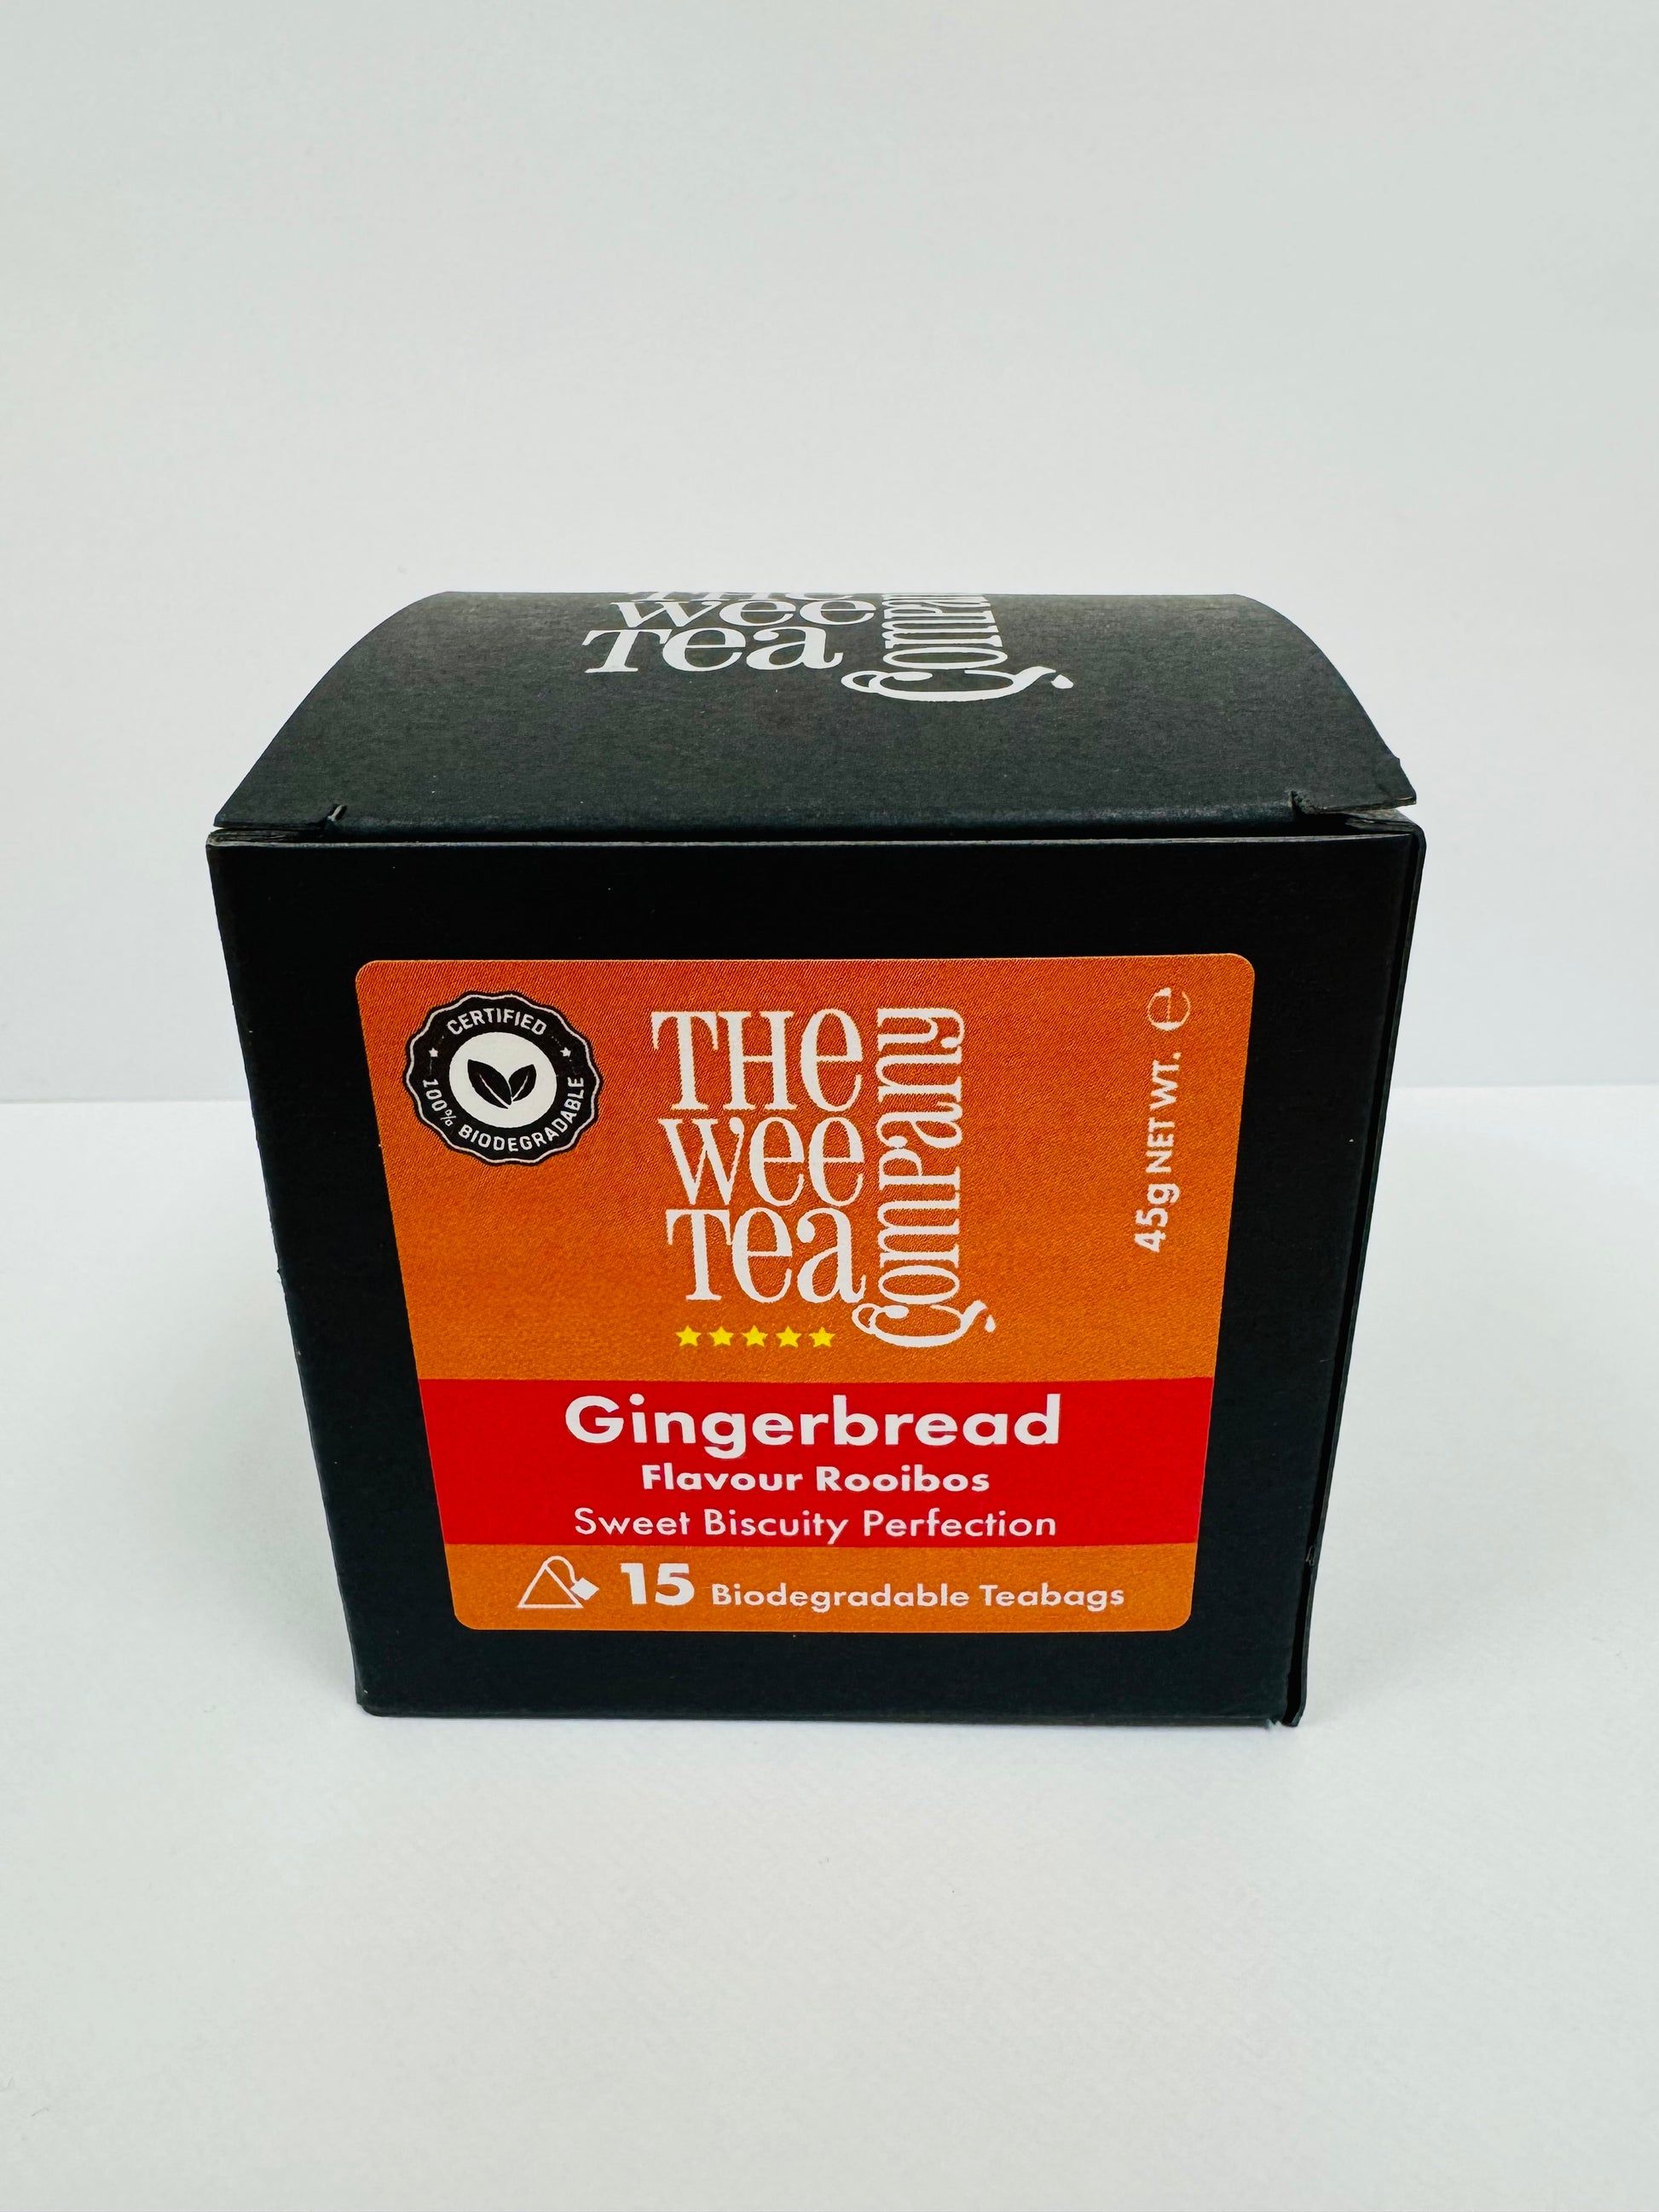 THe
wee
Tea
Compa
CERTIFIED
100% BIODEGRADABLE
THe
wee
Tea
Company
45g NET WT. ℮
Gingerbread
Flavour Rooibos
Sweet Biscuity Perfection
15 Biodegradable Teabags